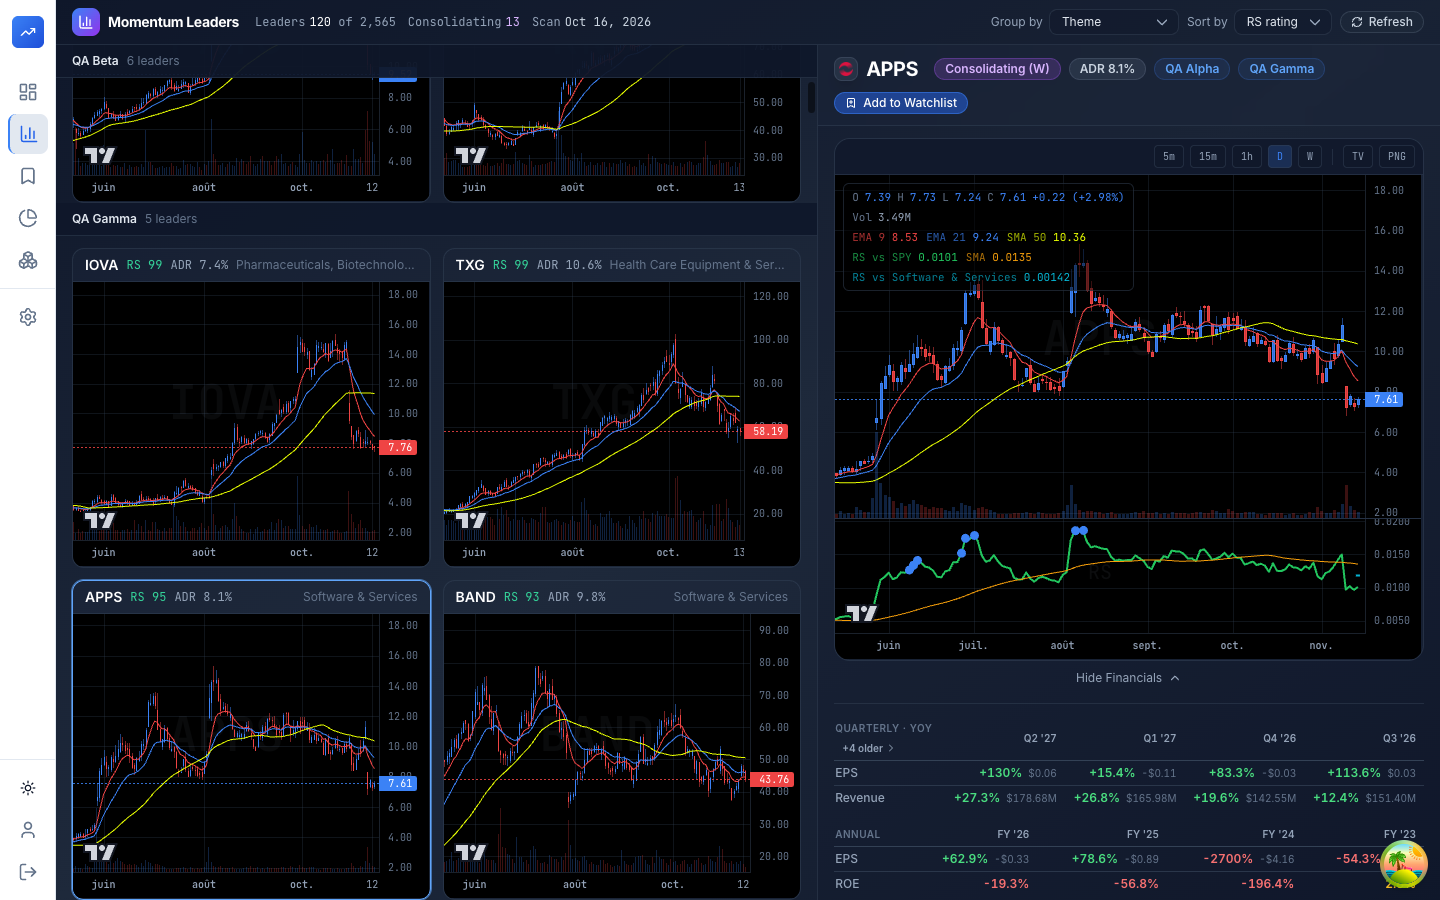 Momentum Leaders
Leaders 120 of 2,565 Consolidating 13 Scan Oct 16, 2026
Group by Theme Sort by RS rating Refresh
QA Beta 6 leaders
8.00
6.00
4.00
juin août oct. 12
50.00
40.00
30.00
juin août oct. 13
QA Gamma 5 leaders
IOVA RS 99 ADR 7.4% Pharmaceuticals, Biotechnolo...
18.00
16.00
14.00
12.00
10.00
7.76
6.00
4.00
2.00
IOVA
juin août oct. 12
TXG RS 99 ADR 10.6% Health Care Equipment & Ser...
120.00
100.00
80.00
58.19
40.00
20.00
TXG
juin août oct. 13
APPS RS 95 ADR 8.1% Software & Services
18.00
16.00
14.00
12.00
10.00
8.00
7.61
6.00
4.00
2.00
juin août oct. 12
BAND RS 93 ADR 9.8% Software & Services
90.00
80.00
70.00
60.00
50.00
43.76
40.00
30.00
20.00
BAND
juin août oct. 12
APPS Consolidating (W) ADR 8.1% QA Alpha QA Gamma
Add to Watchlist
5m 15m 1h D W TV PNG
O 7.39 H 7.73 L 7.24 C 7.61 +0.22 (+2.98%)
Vol 3.49M
EMA 9 8.53 EMA 21 9.24 SMA 50 10.36
RS vs SPY 0.0101 SMA 0.0135
RS vs Software & Services 0.00142
18.00
16.00
14.00
12.00
10.00
8.00
7.61
6.00
4.00
2.00
0.0200
0.0150
0.0100
0.0050
RS
juin juil. août sept. oct. nov.
Hide Financials
QUARTERLY · YOY
+4 older Q2 '27 Q1 '27 Q4 '26 Q3 '26
EPS +130% $0.06 +15.4% -$0.11 +83.3% -$0.03 +113.6% $0.03
Revenue +27.3% $178.68M +26.8% $165.98M +19.6% $142.55M +12.4% $151.40M
ANNUAL FY '26 FY '25 FY '24 FY '23
EPS +62.9% -$0.33 +78.6% -$0.89 -2700% -$4.16 -54.3%
ROE -19.3% -56.8% -196.4%